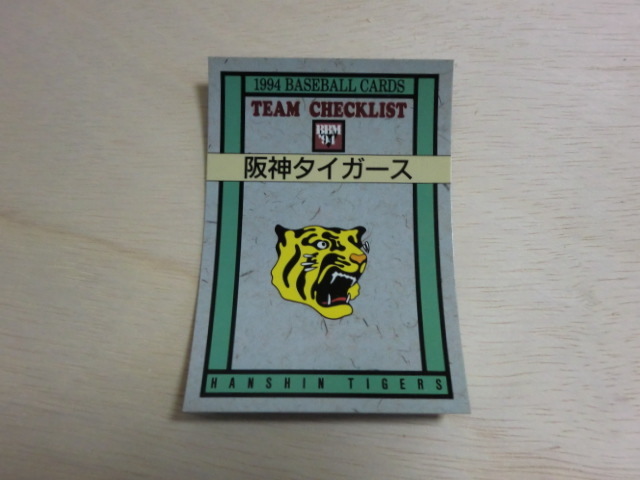 1994 BASEBALL CARDS
TEAM CHECKLIST
BBM
'94
阪神タイガース
HANSHIN TIGERS